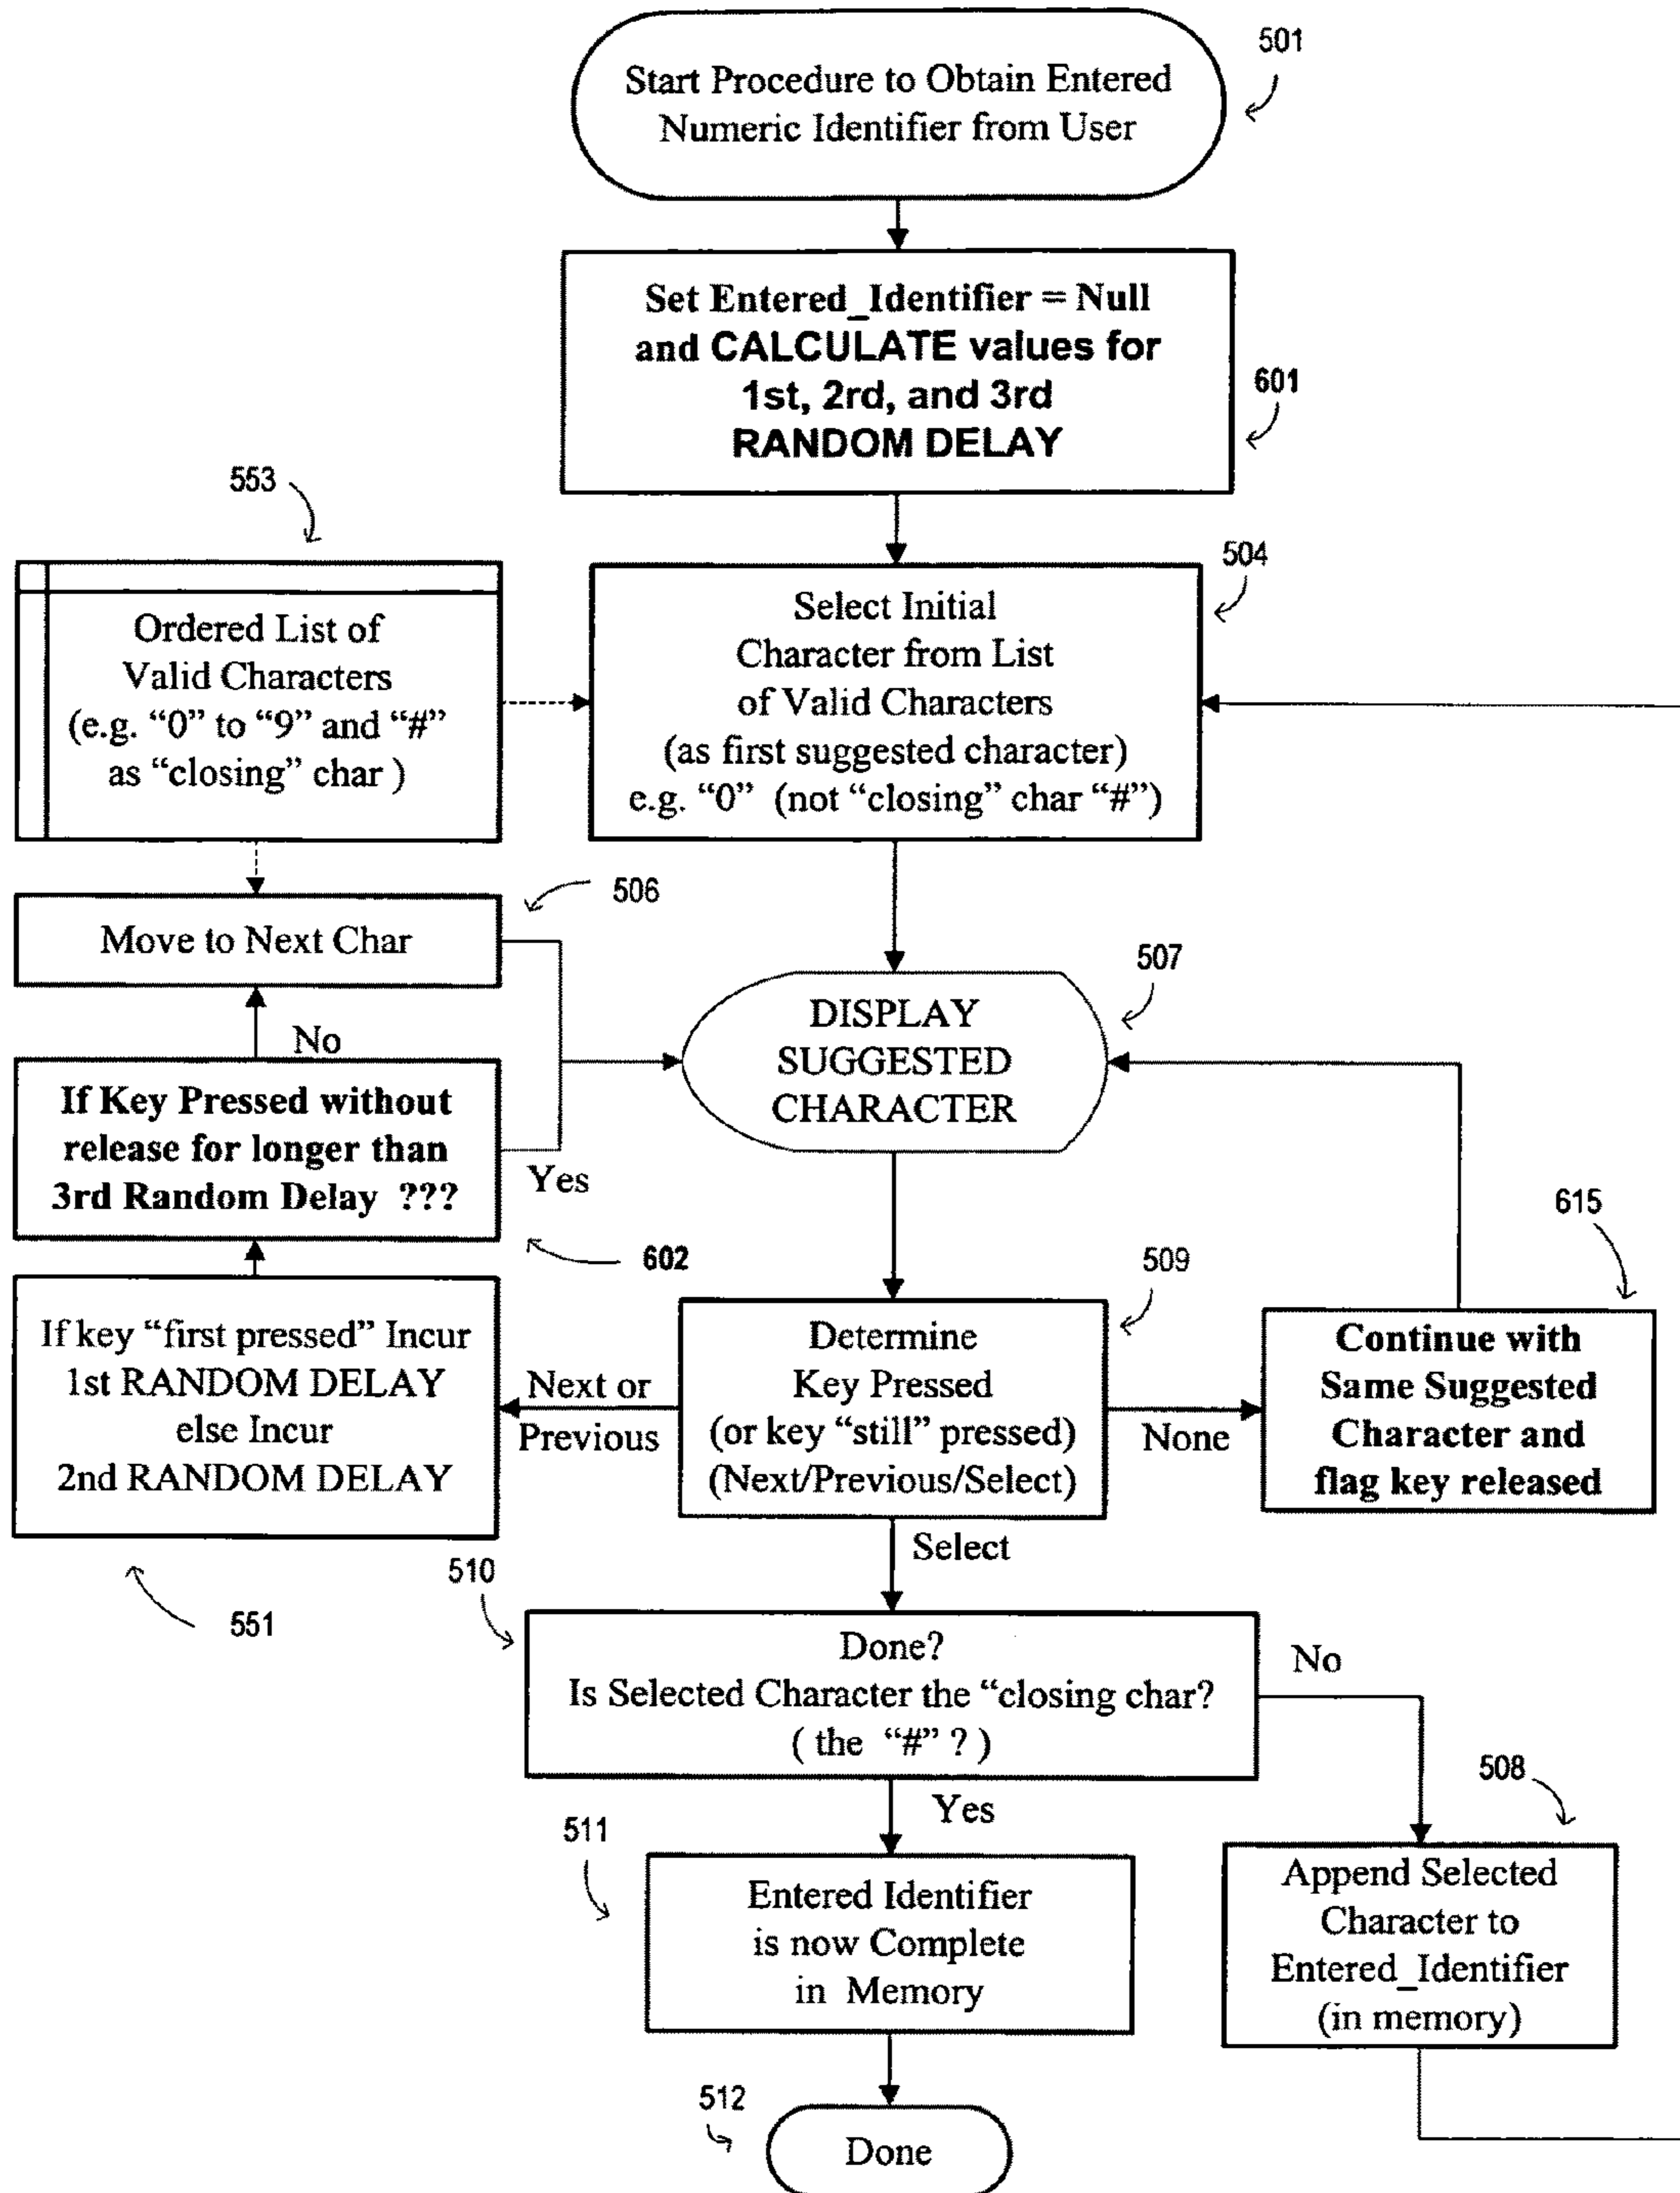 501
Start Procedure to Obtain Entered
Numeric Identifier from User
Set Entered_Identifier = Null
and CALCULATE values for
1st, 2rd, and 3rd
RANDOM DELAY
601
553
Ordered List of
Valid Characters
(e.g. “0” to “9” and “#”
as “closing” char )
504
Select Initial
Character from List
of Valid Characters
(as first suggested character)
e.g. “0” (not “closing” char “#”)
506
Move to Next Char
507
DISPLAY
SUGGESTED
CHARACTER
No
If Key Pressed without
release for longer than
3rd Random Delay ???
Yes
602
615
509
If key “first pressed” Incur
1st RANDOM DELAY
else Incur
2nd RANDOM DELAY
Next or
Previous
Determine
Key Pressed
(or key “still” pressed)
(Next/Previous/Select)
None
Continue with
Same Suggested
Character and
flag key released
551
Select
510
Done?
Is Selected Character the “closing char?
( the “#” ? )
No
Yes
508
511
Entered Identifier
is now Complete
in Memory
Append Selected
Character to
Entered_Identifier
(in memory)
512
Done